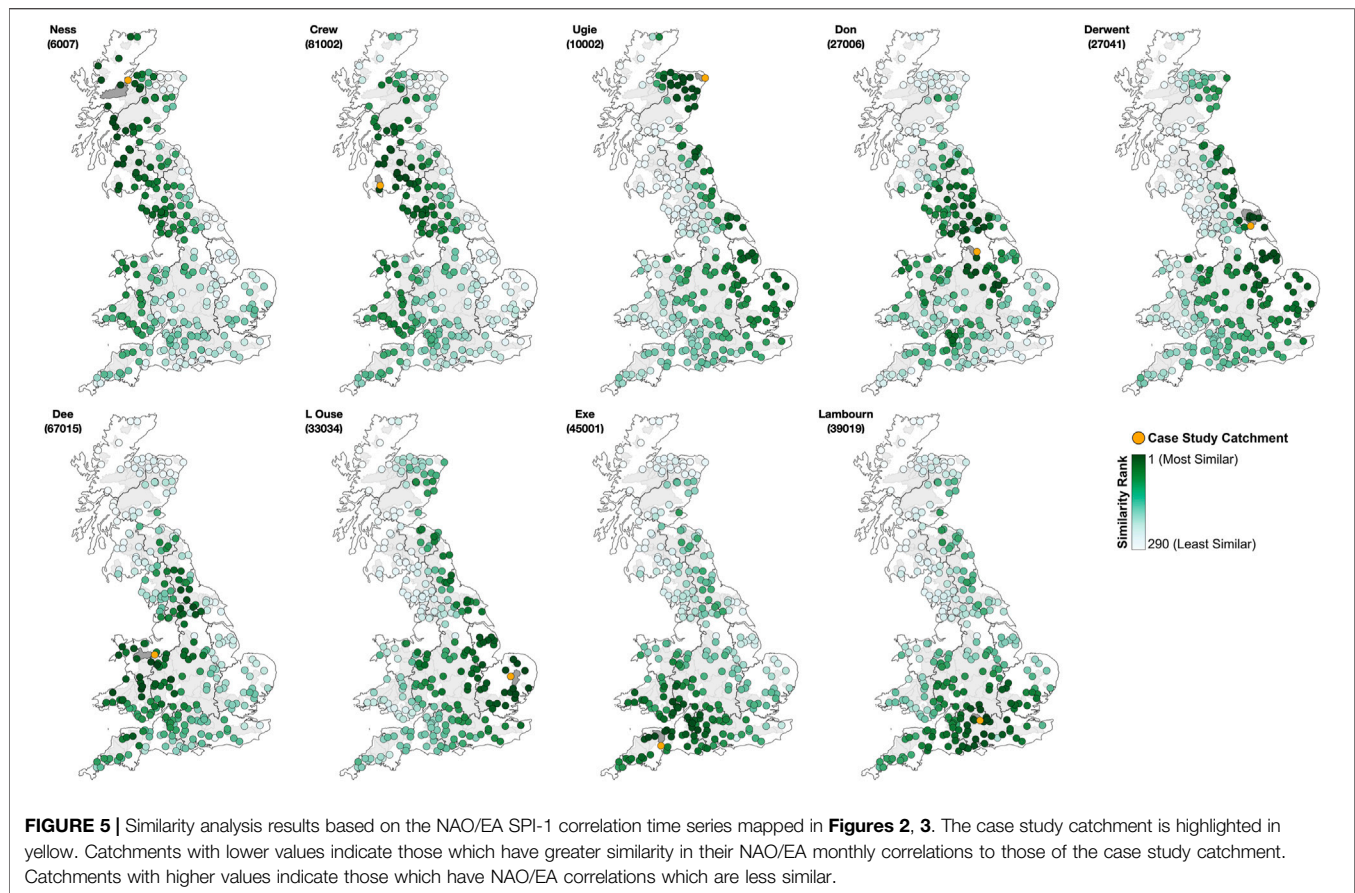 Ness
(6007)
Crew
(81002)
Ugie
(10002)
Don
(27006)
Derwent
(27041)
Dee
(67015)
L Ouse
(33034)
Exe
(45001)
Lambourn
(39019)
Case Study Catchment
Similarity Rank
1 (Most Similar)
290 (Least Similar)
FIGURE 5 | Similarity analysis results based on the NAO/EA SPI-1 correlation time series mapped in Figures 2, 3. The case study catchment is highlighted in
yellow. Catchments with lower values indicate those which have greater similarity in their NAO/EA monthly correlations to those of the case study catchment.
Catchments with higher values indicate those which have NAO/EA correlations which are less similar.